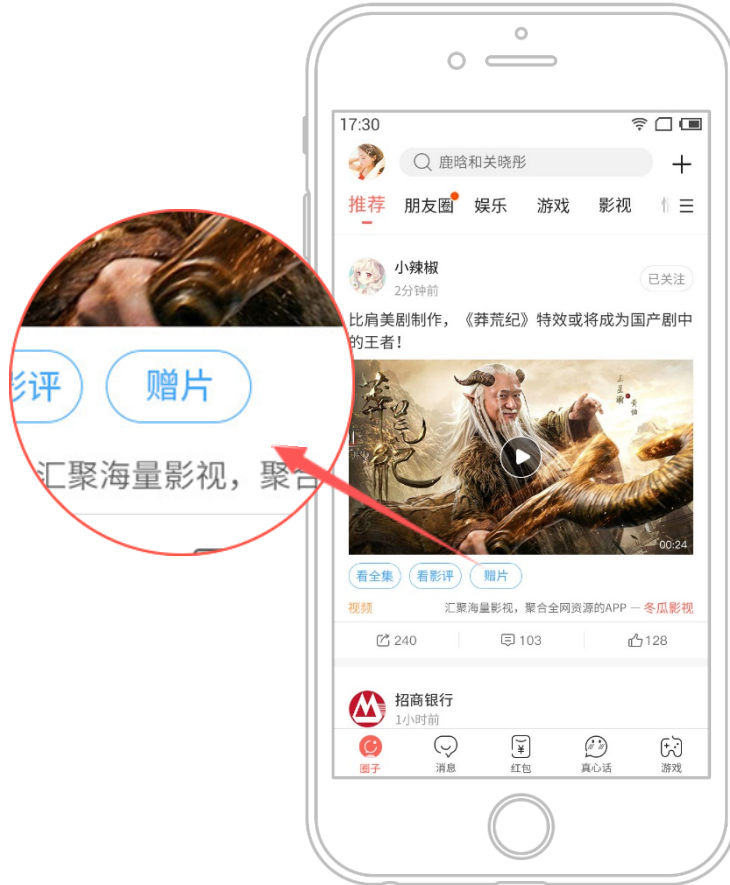 17:30
鹿晗和关晓彤
推荐 朋友圈 娱乐 游戏 影视
小辣椒
2分钟前
已关注
比肩美剧制作，《莽荒纪》特效或将成为国产剧中
的王者！
莽荒纪
00:24
看全集 看影评 赠片
视频 汇聚海量影视，聚合全网资源的APP — 冬瓜影视
240 103 128
招商银行
1小时前
圈子 消息 红包 真心话 游戏
影评 赠片
汇聚海量影视，聚合